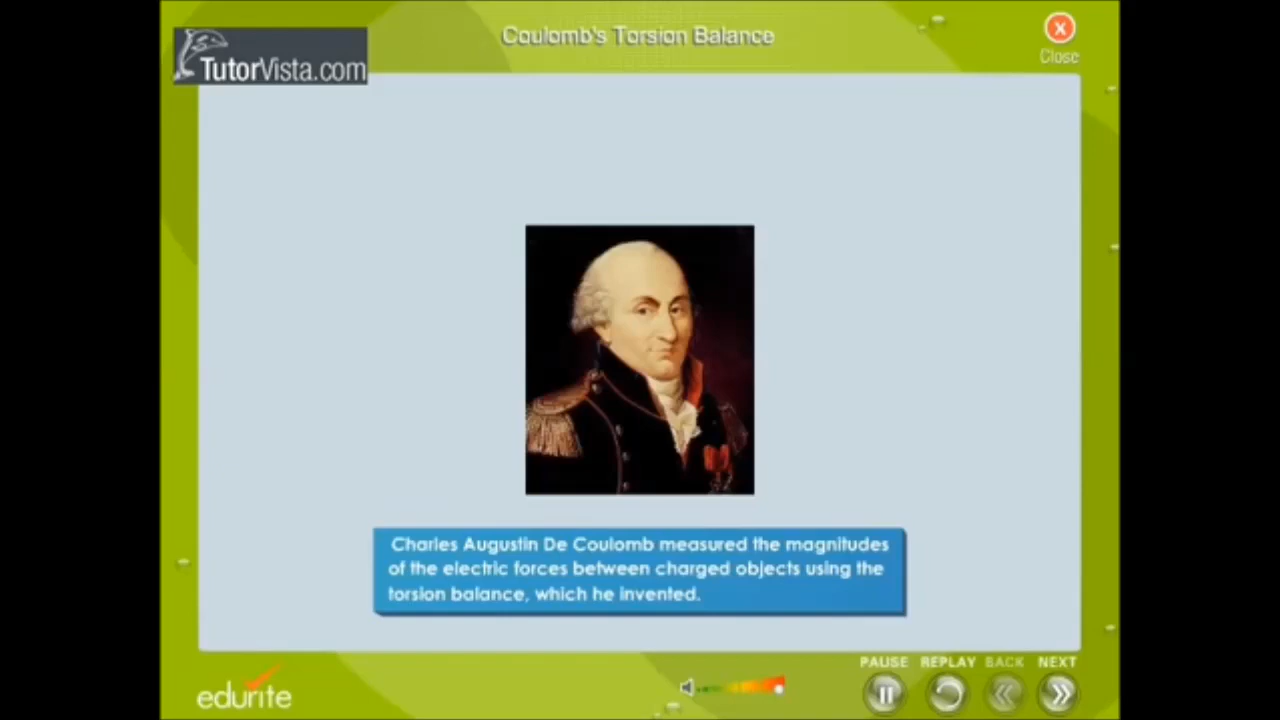 Coulomb's Torsion Balance
Close
TutorVista.com
Charles Augustin De Coulomb measured the magnitudes
of the electric forces between charged objects using the
torsion balance, which he invented.
PAUSE REPLAY BACK NEXT
edurite